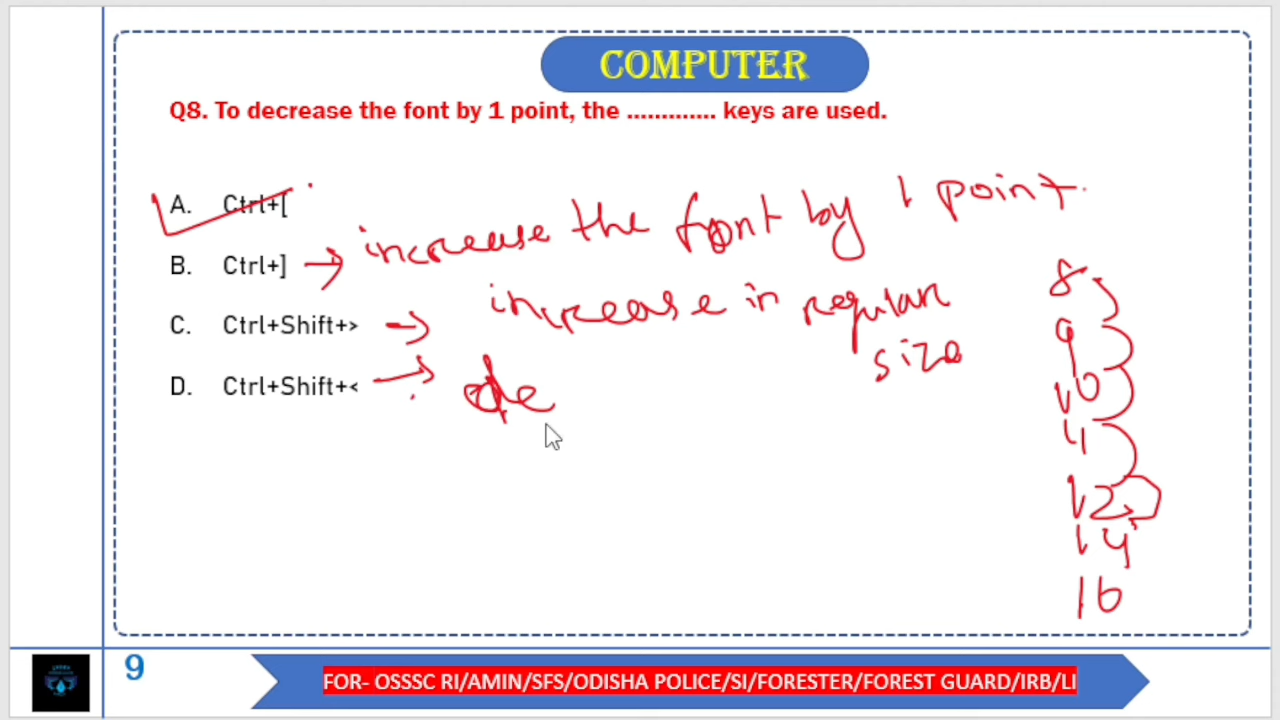 COMPUTER
Q8. To decrease the font by 1 point, the ............. keys are used.
A. Ctrl+[
B. Ctrl+] → increase the font by 1 point.
C. Ctrl+Shift+> → increase in regular size
D. Ctrl+Shift+< → de
8
9
10
11
12
14
16
9
FOR- OSSSC RI/AMIN/SFS/ODISHA POLICE/SI/FORESTER/FOREST GUARD/IRB/LI